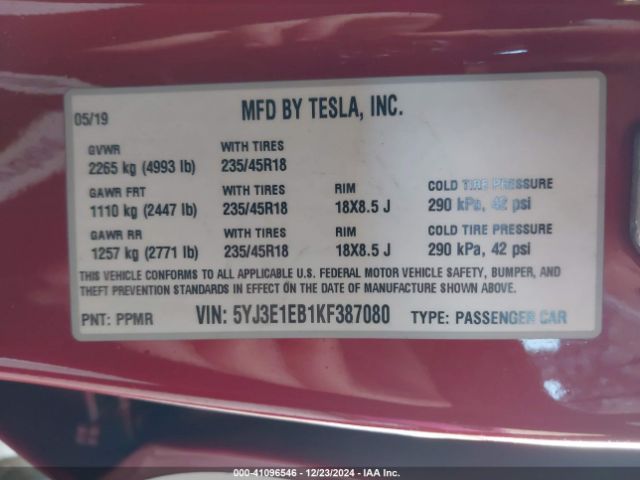 05/19 MFD BY TESLA, INC.
GVWR WITH TIRES
2265 kg (4993 lb) 235/45R18
GAWR FRT WITH TIRES RIM COLD TIRE PRESSURE
1110 kg (2447 lb) 235/45R18 18X8.5 J 290 kPa, 42 psi
GAWR RR WITH TIRES RIM COLD TIRE PRESSURE
1257 kg (2771 lb) 235/45R18 18X8.5 J 290 kPa, 42 psi
THIS VEHICLE CONFORMS TO ALL APPLICABLE U.S. FEDERAL MOTOR VEHICLE SAFETY, BUMPER, AND
THEFT PREVENTION STANDARDS IN EFFECT ON THE DATE OF MANUFACTURE SHOWN ABOVE.
PNT: PPMR VIN: 5YJ3E1EB1KF387080 TYPE: PASSENGER CAR
000-41096546 - 12/23/2024 - IAA Inc.